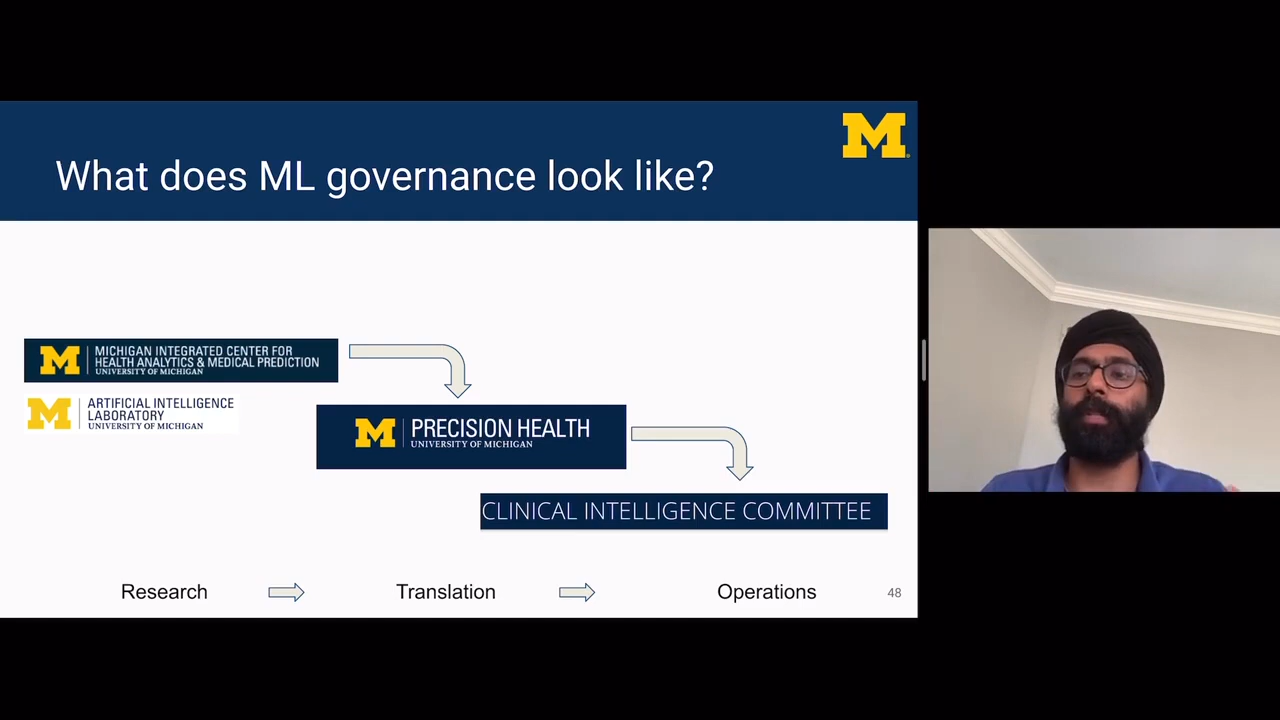 M
What does ML governance look like?
M MICHIGAN INTEGRATED CENTER FOR
HEALTH ANALYTICS & MEDICAL PREDICTION
UNIVERSITY OF MICHIGAN
M ARTIFICIAL INTELLIGENCE
LABORATORY
UNIVERSITY OF MICHIGAN
M PRECISION HEALTH
UNIVERSITY OF MICHIGAN
CLINICAL INTELLIGENCE COMMITTEE
Research
Translation
Operations
48